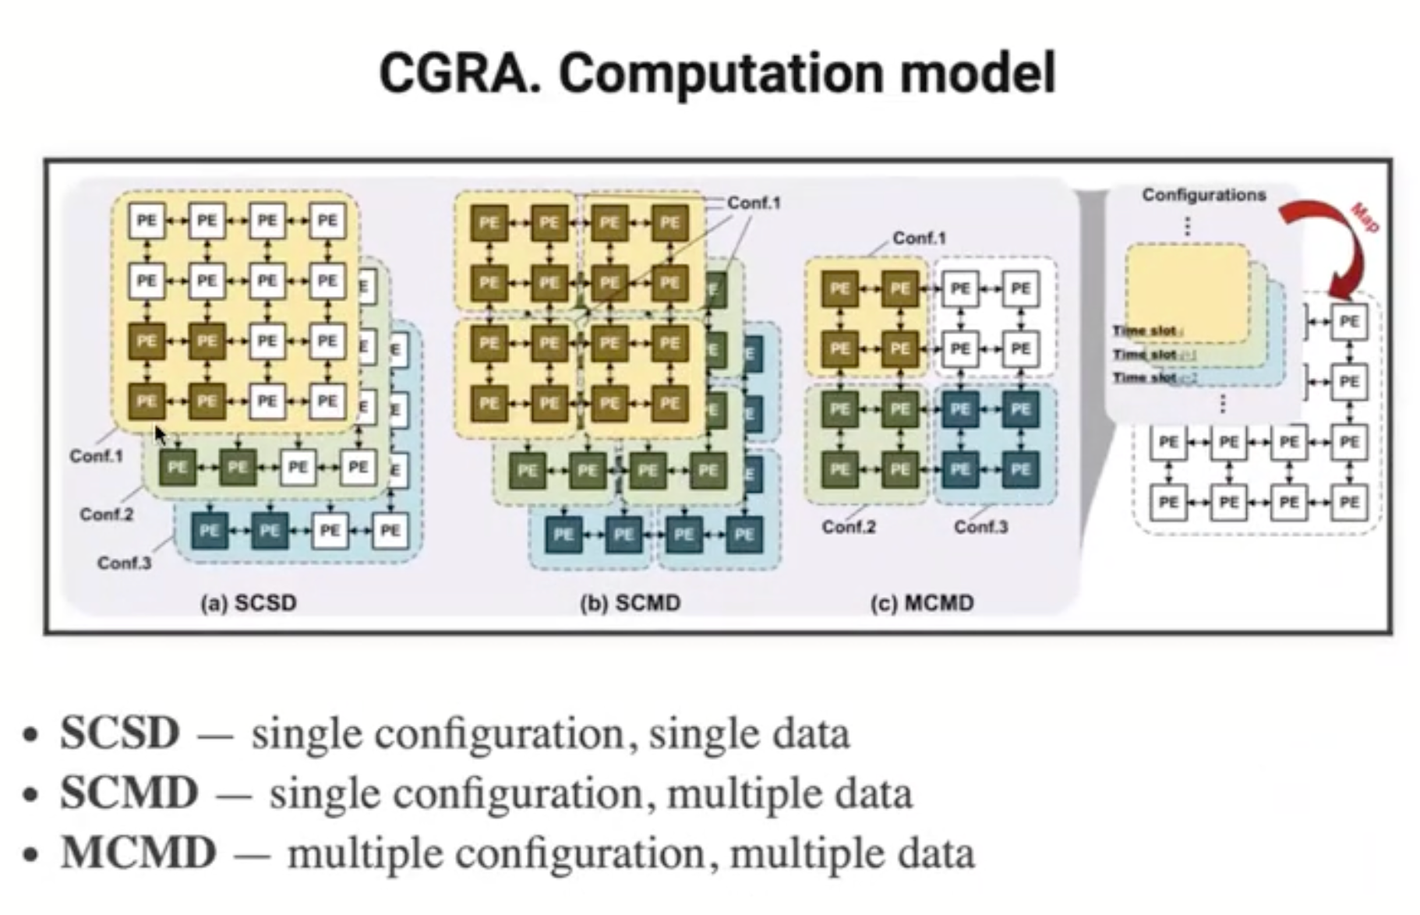 CGRA. Computation model
PE PE PE PE
PE PE PE PE E
PE PE PE PE E E
PE PE PE PE E E
Conf.1
PE PE PE PE E
Conf.2
PE PE PE PE
Conf.3
(a) SCSD
Conf.1
PE PE PE PE
PE PE PE PE E
PE PE PE PE E
PE PE PE PE E E
PE PE PE PE E
PE PE PE PE
(b) SCMD
Conf.1
PE PE PE PE
PE PE PE PE
PE PE PE PE
PE PE PE PE
Conf.2 Conf.3
(c) MCMD
Configurations
Map
Time slot
Time slot
Time slot
PE
PE
PE PE PE PE
PE PE PE PE
• SCSD — single configuration, single data
• SCMD — single configuration, multiple data
• MCMD — multiple configuration, multiple data